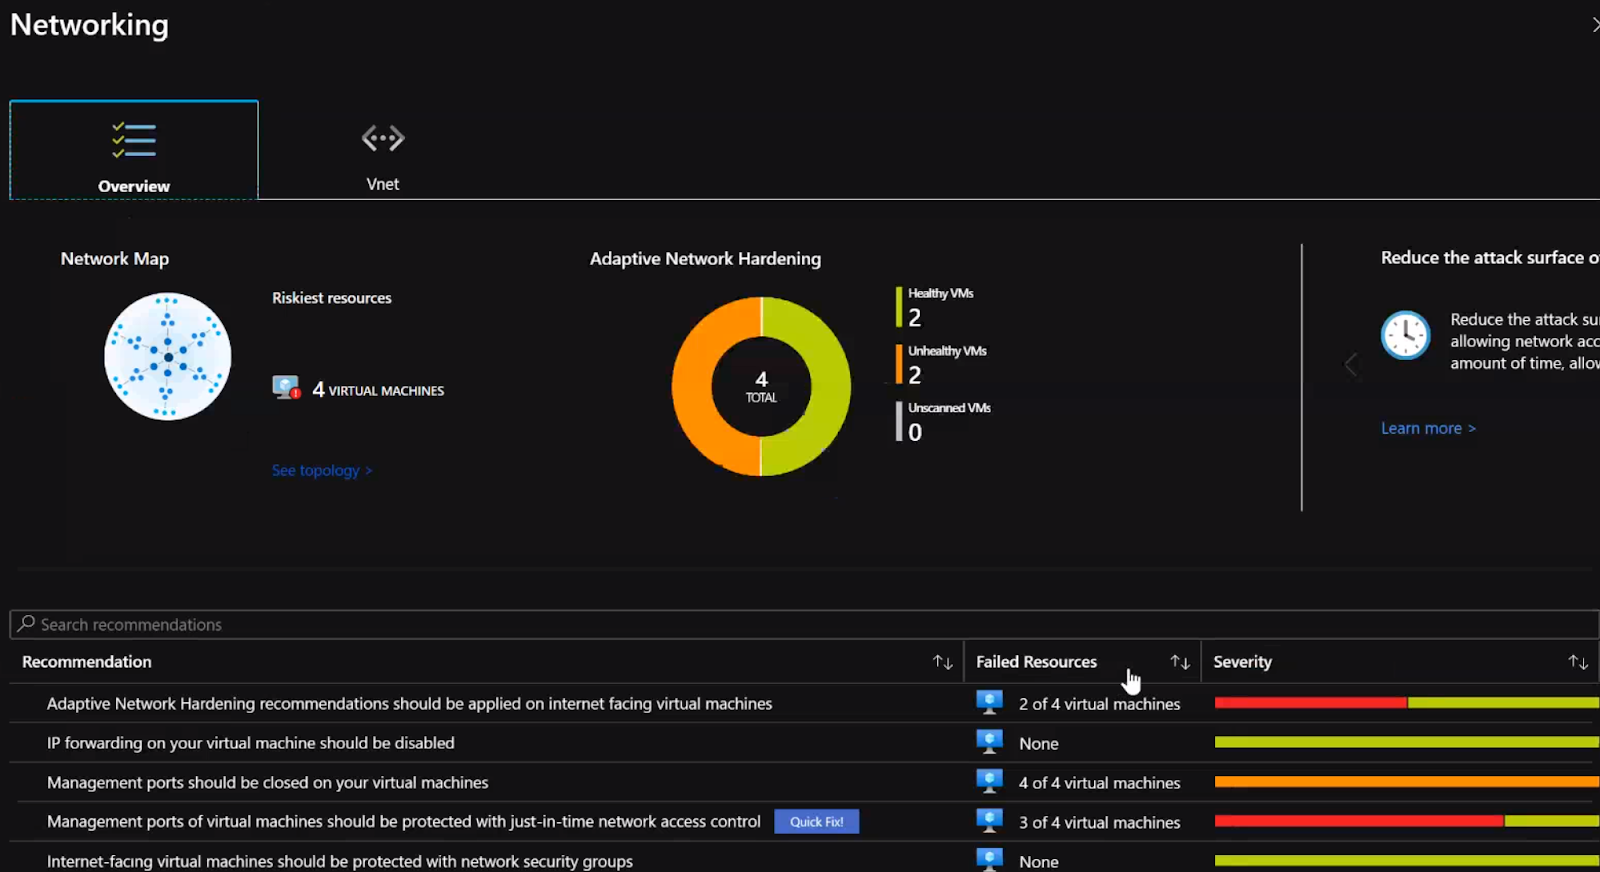 Networking
Overview
Vnet
Network Map
Riskiest resources
4 VIRTUAL MACHINES
See topology >
Adaptive Network Hardening
4
TOTAL
Healthy VMs
2
Unhealthy VMs
2
Unscanned VMs
0
Reduce the attack surface o
Reduce the attack su
allowing network acc
amount of time, allow
Learn more >
Search recommendations
Recommendation Failed Resources Severity
Adaptive Network Hardening recommendations should be applied on internet facing virtual machines 2 of 4 virtual machines
IP forwarding on your virtual machine should be disabled None
Management ports should be closed on your virtual machines 4 of 4 virtual machines
Management ports of virtual machines should be protected with just-in-time network access control Quick Fix! 3 of 4 virtual machines
Internet-facing virtual machines should be protected with network security groups None